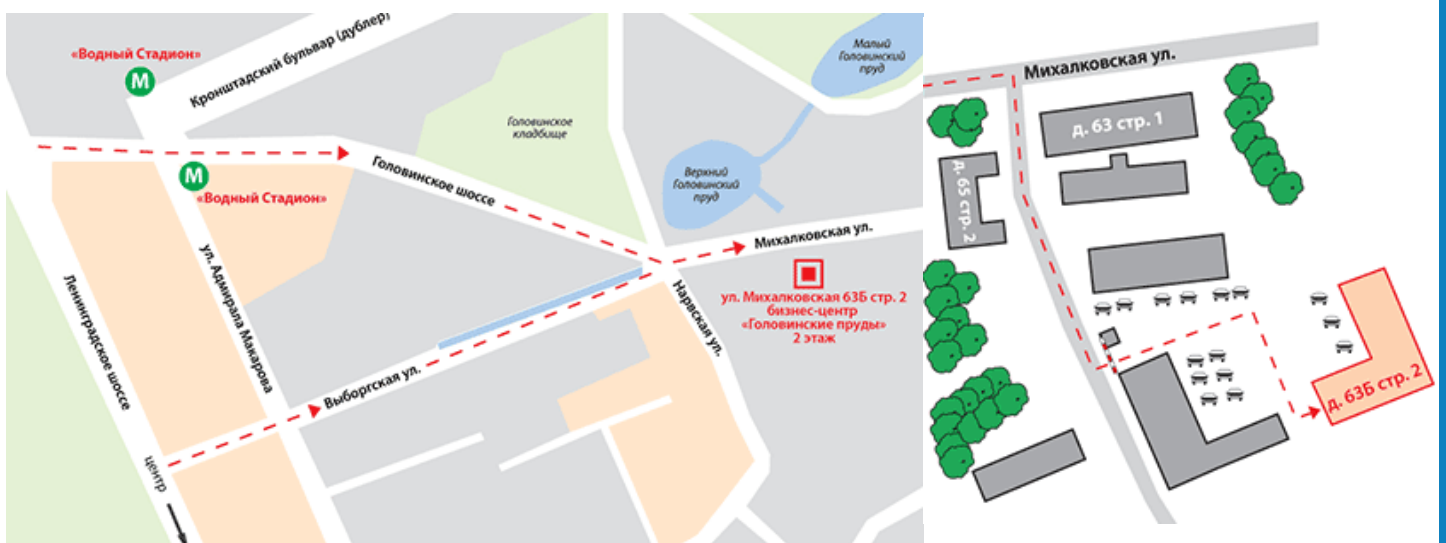 «Водный Стадион»
М
Кронштадский бульвар (дублер)
М
«Водный Стадион»
Головинское шоссе
Головинское
кладбище
Малый
Головинский
пруд
Верхний
Головинский
пруд
Михалковская ул.
ул. Михалковская 63Б стр. 2
бизнес-центр
«Головинские пруды»
2 этаж
Нарвская ул.
Выборгская ул.
ул. Адмирала Макарова
Ленинградское шоссе
центр
Михалковская ул.
д. 63 стр. 1
д. 65 стр. 2
д. 63Б стр. 2